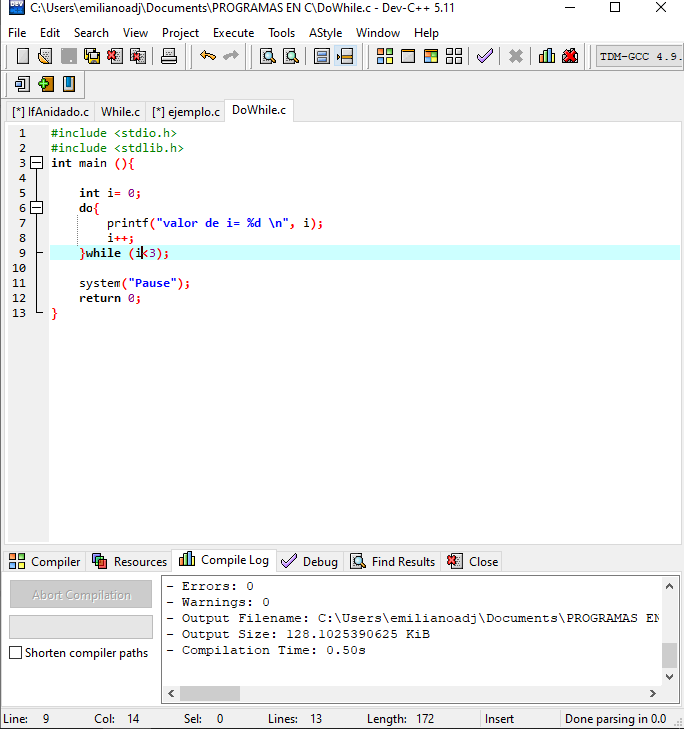 C:\Users\emilianoadj\Documents\PROGRAMAS EN C\DoWhile.c - Dev-C++ 5.11
File Edit Search View Project Execute Tools AStyle Window Help
TDM-GCC 4.9.
[*] IfAnidado.c While.c [*] ejemplo.c DoWhile.c
1 #include <stdio.h>
2 #include <stdlib.h>
3 int main (){
4
5 int i= 0;
6 do{
7 printf("valor de i= %d \n", i);
8 i++;
9 }while (i<3);
10
11 system("Pause");
12 return 0;
13 }
Compiler Resources Compile Log Debug Find Results Close
Abort Compilation
Shorten compiler paths
- Errors: 0
- Warnings: 0
- Output Filename: C:\Users\emilianoadj\Documents\PROGRAMAS EN
- Output Size: 128.1025390625 KiB
- Compilation Time: 0.50s
Line: 9 Col: 14 Sel: 0 Lines: 13 Length: 172 Insert Done parsing in 0.0